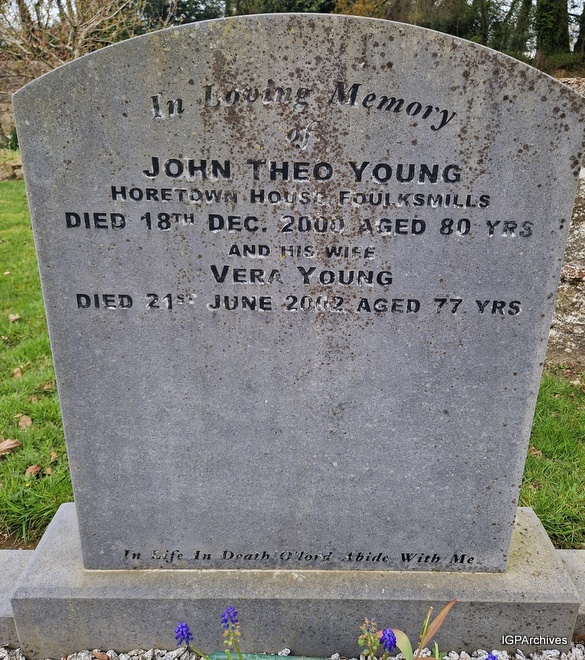 In Loving Memory
of
JOHN THEO YOUNG
HORETOWN HOUSE, FOULKSMILLS
DIED 18TH DEC. 2000 AGED 80 YRS
AND HIS WIFE
VERA YOUNG
DIED 21ST JUNE 2002 AGED 77 YRS
In Life In Death O'lord Abide With Me
IGPArchives